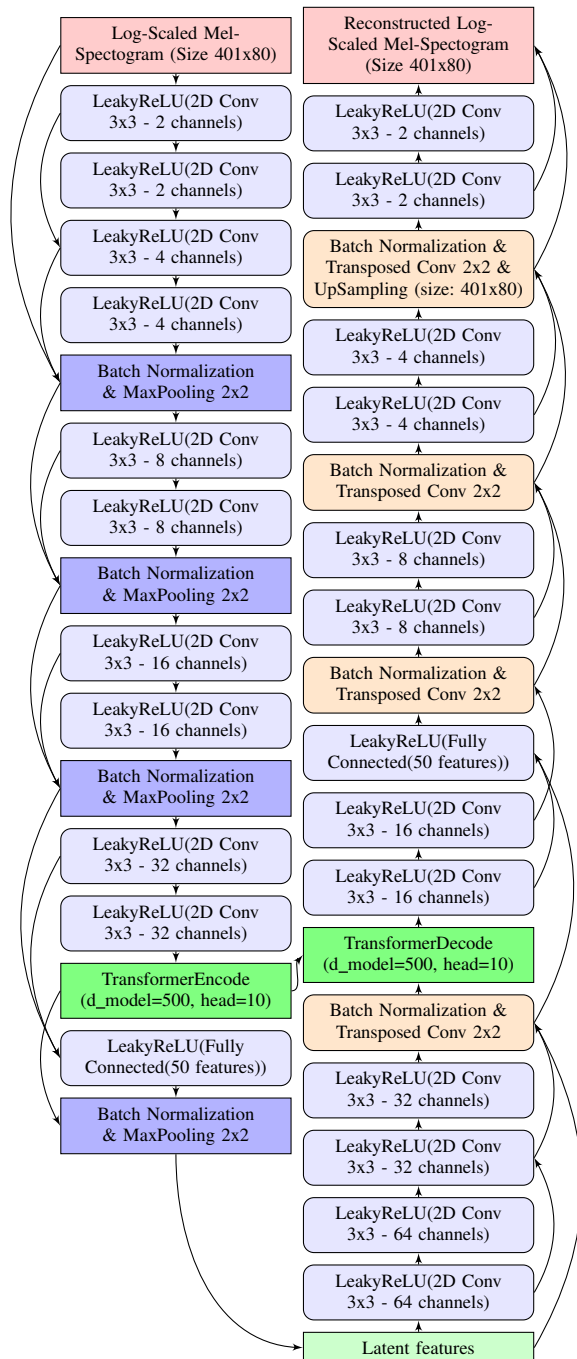 Log-Scaled Mel-
Spectogram (Size 401x80)
LeakyReLU(2D Conv
3x3 - 2 channels)
LeakyReLU(2D Conv
3x3 - 2 channels)
LeakyReLU(2D Conv
3x3 - 4 channels)
LeakyReLU(2D Conv
3x3 - 4 channels)
Batch Normalization
& MaxPooling 2x2
LeakyReLU(2D Conv
3x3 - 8 channels)
LeakyReLU(2D Conv
3x3 - 8 channels)
Batch Normalization
& MaxPooling 2x2
LeakyReLU(2D Conv
3x3 - 16 channels)
LeakyReLU(2D Conv
3x3 - 16 channels)
Batch Normalization
& MaxPooling 2x2
LeakyReLU(2D Conv
3x3 - 32 channels)
LeakyReLU(2D Conv
3x3 - 32 channels)
TransformerEncode
(d_model=500, head=10)
LeakyReLU(Fully
Connected(50 features))
Batch Normalization
& MaxPooling 2x2
Reconstructed Log-
Scaled Mel-Spectogram
(Size 401x80)
LeakyReLU(2D Conv
3x3 - 2 channels)
LeakyReLU(2D Conv
3x3 - 2 channels)
Batch Normalization &
Transposed Conv 2x2 &
UpSampling (size: 401x80)
LeakyReLU(2D Conv
3x3 - 4 channels)
LeakyReLU(2D Conv
3x3 - 4 channels)
Batch Normalization &
Transposed Conv 2x2
LeakyReLU(2D Conv
3x3 - 8 channels)
LeakyReLU(2D Conv
3x3 - 8 channels)
Batch Normalization &
Transposed Conv 2x2
LeakyReLU(Fully
Connected(50 features))
LeakyReLU(2D Conv
3x3 - 16 channels)
LeakyReLU(2D Conv
3x3 - 16 channels)
TransformerDecode
(d_model=500, head=10)
Batch Normalization &
Transposed Conv 2x2
LeakyReLU(2D Conv
3x3 - 32 channels)
LeakyReLU(2D Conv
3x3 - 32 channels)
LeakyReLU(2D Conv
3x3 - 64 channels)
LeakyReLU(2D Conv
3x3 - 64 channels)
Latent features